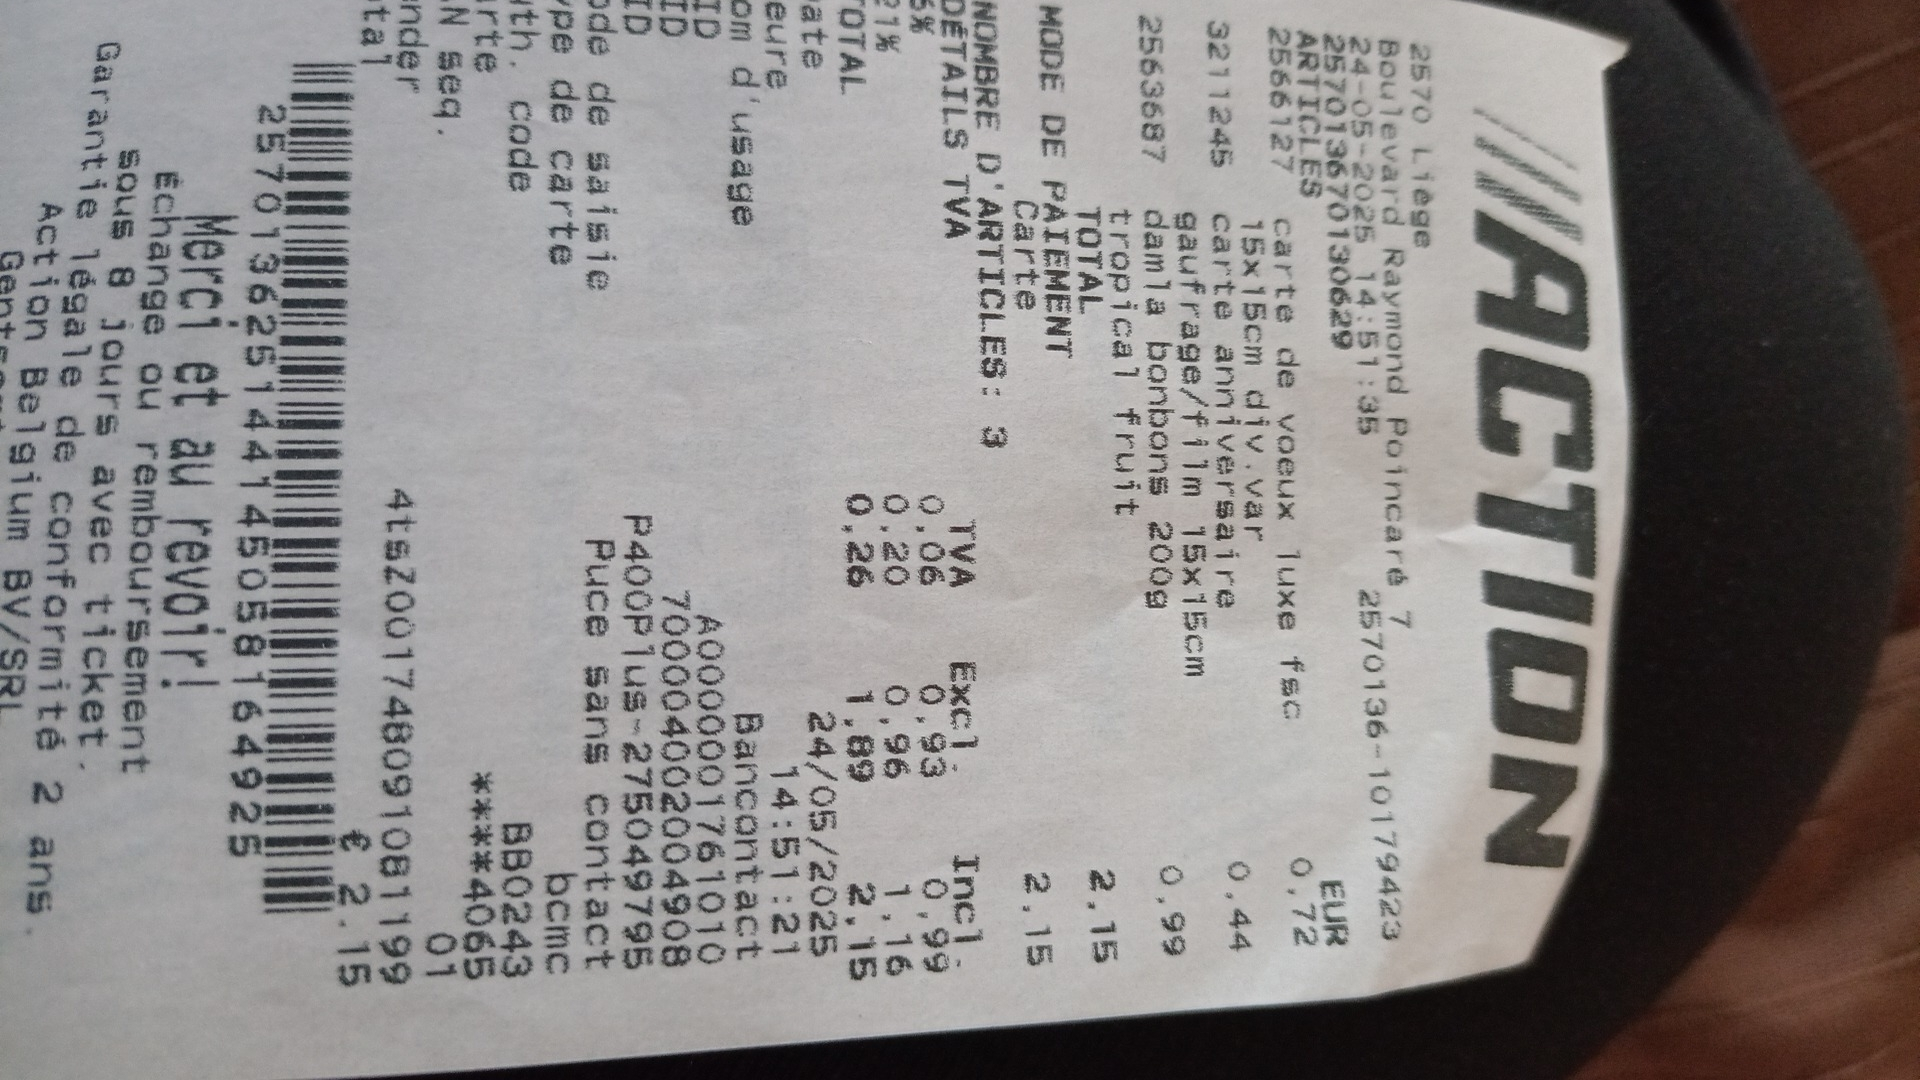 ACTION
2570 Liège
Boulevard Raymond Poincaré 7
24-05-2025 14:51:35 2570136-101794423
257013670130629
ARTICLES EUR
2566127 carte de voeux luxe fsc 0,72
15x15cm div.var
3211245 carte anniversaire 0,44
gaufrage/film 15x15cm
2563687 damla bonbons 200g 0,99
tropical fruit
TOTAL 2.15
MODE DE PAIEMENT
Carte 2.15
NOMBRE D'ARTICLES: 3
DÉTAILS TVA TVA Excl. Incl.
6% 0,06 0,93 0,99
21% 0,20 0,96 1,16
TOTAL 0,26 1,89 2,15
ate 24/05/2025
eure 14:51:21
om d'usage Bancontact
ID A0000001761010
ID 700004002004908
ID P400Plus-275049795
ode de saisie Puce sans contact
ype de carte bcmc
uth. code BB0243
arte ****4065
N seq. 01
nder 4tsZ001748091081199
tal € 2.15
2570136251441450581649​25
Merci et au revoir!
Échange ou remboursement
sous 8 jours avec ticket.
Garantie légale de conformité 2 ans.
Action Belgium BV/SRL